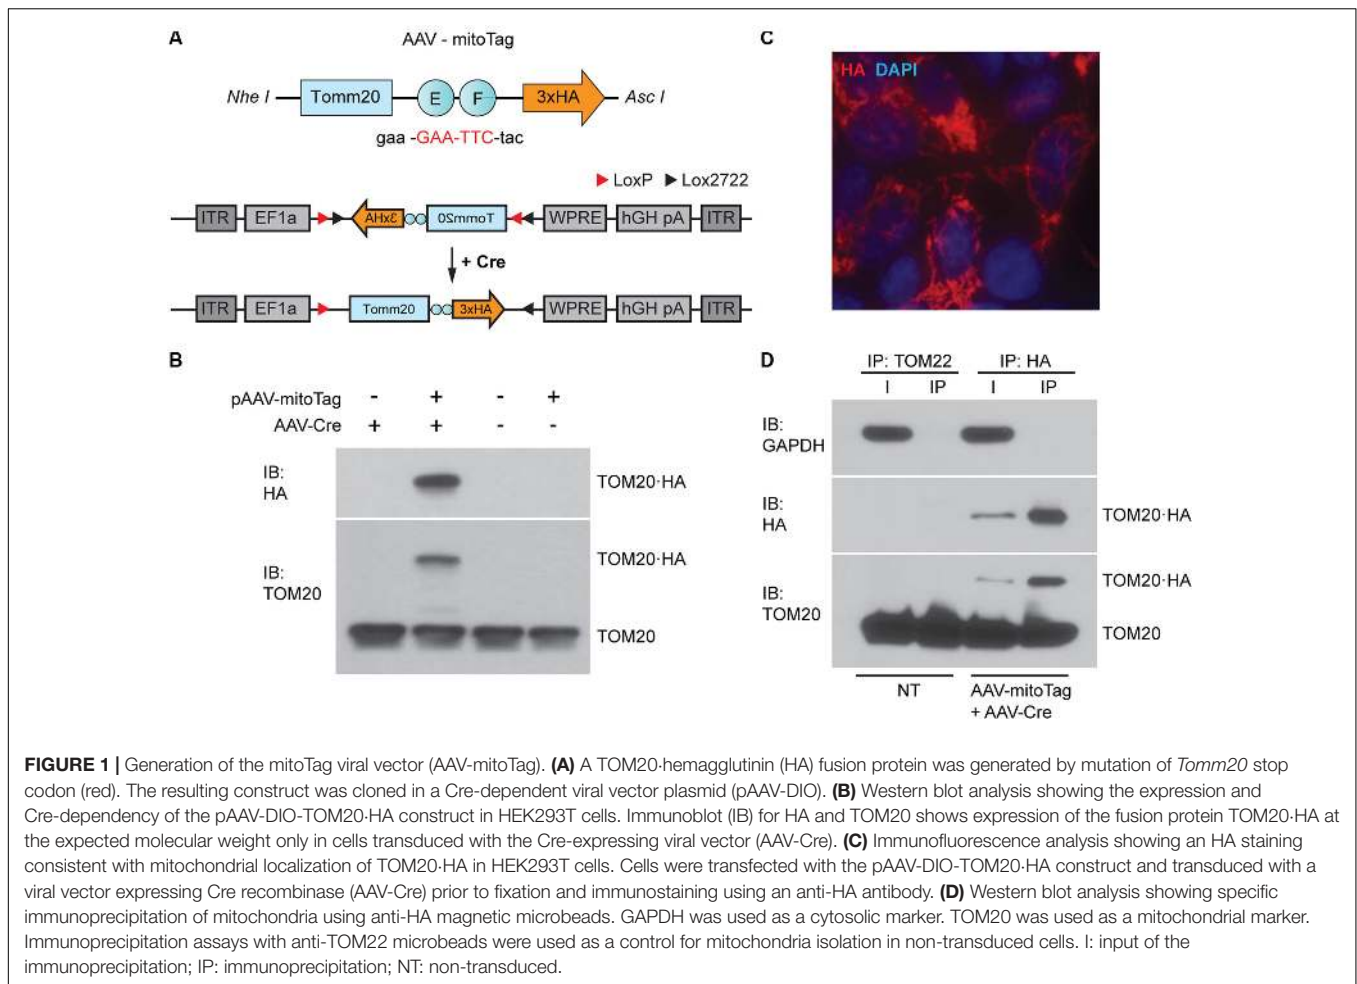 A
AAV - mitoTag
Nhe I
Tomm20
E
F
3xHA
Asc I
gaa -GAA-TTC-tac
LoxP
Lox2722
ITR
EF1a
3xHA
Tomm20
WPRE
hGH pA
ITR
+ Cre
ITR
EF1a
Tomm20
3xHA
WPRE
hGH pA
ITR
B
pAAV-mitoTag - + - +
AAV-Cre + + - -
IB:
HA
TOM20·HA
IB:
TOM20
TOM20·HA
TOM20
C
HA DAPI
D
IP: TOM22 IP: HA
I IP I IP
IB:
GAPDH
IB:
HA
TOM20·HA
IB:
TOM20
TOM20·HA
TOM20
NT
AAV-mitoTag
+ AAV-Cre
FIGURE 1 | Generation of the mitoTag viral vector (AAV-mitoTag). (A) A TOM20·hemagglutinin (HA) fusion protein was generated by mutation of Tomm20 stop
codon (red). The resulting construct was cloned in a Cre-dependent viral vector plasmid (pAAV-DIO). (B) Western blot analysis showing the expression and
Cre-dependency of the pAAV-DIO-TOM20·HA construct in HEK293T cells. Immunoblot (IB) for HA and TOM20 shows expression of the fusion protein TOM20·HA at
the expected molecular weight only in cells transduced with the Cre-expressing viral vector (AAV-Cre). (C) Immunofluorescence analysis showing an HA staining
consistent with mitochondrial localization of TOM20·HA in HEK293T cells. Cells were transfected with the pAAV-DIO-TOM20·HA construct and transduced with a
viral vector expressing Cre recombinase (AAV-Cre) prior to fixation and immunostaining using an anti-HA antibody. (D) Western blot analysis showing specific
immunoprecipitation of mitochondria using anti-HA magnetic microbeads. GAPDH was used as a cytosolic marker. TOM20 was used as a mitochondrial marker.
Immunoprecipitation assays with anti-TOM22 microbeads were used as a control for mitochondria isolation in non-transduced cells. I: input of the
immunoprecipitation; IP: immunoprecipitation; NT: non-transduced.